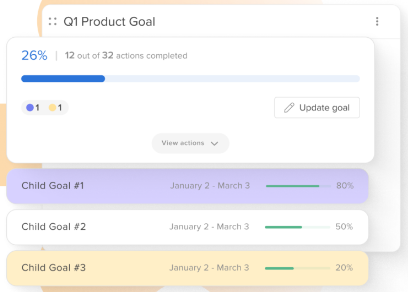 Q1 Product Goal
26% | 12 out of 32 actions completed
1 1
Update goal
View actions
Child Goal #1 January 2 - March 3 80%
Child Goal #2 January 2 - March 3 50%
Child Goal #3 January 2 - March 3 20%